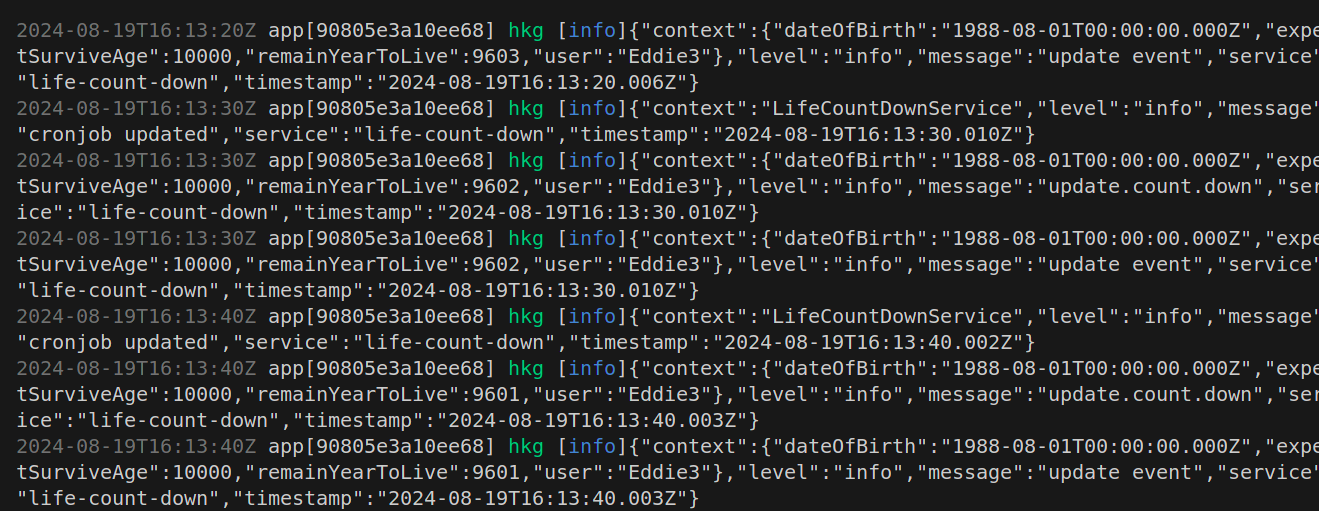 2024-08-19T16:13:20Z app[90805e3a10ee68] hkg [info]{"context":{"dateOfBirth":"1988-08-01T00:00:00.000Z","expe
tSurviveAge":10000,"remainYearToLive":9603,"user":"Eddie3"},"level":"info","message":"update event","service"
"life-count-down","timestamp":"2024-08-19T16:13:20.006Z"}
2024-08-19T16:13:30Z app[90805e3a10ee68] hkg [info]{"context":"LifeCountDownService","level":"info","message"
"cronjob updated","service":"life-count-down","timestamp":"2024-08-19T16:13:30.010Z"}
2024-08-19T16:13:30Z app[90805e3a10ee68] hkg [info]{"context":{"dateOfBirth":"1988-08-01T00:00:00.000Z","expe
tSurviveAge":10000,"remainYearToLive":9602,"user":"Eddie3"},"level":"info","message":"update.count.down","ser
ice":"life-count-down","timestamp":"2024-08-19T16:13:30.010Z"}
2024-08-19T16:13:30Z app[90805e3a10ee68] hkg [info]{"context":{"dateOfBirth":"1988-08-01T00:00:00.000Z","expe
tSurviveAge":10000,"remainYearToLive":9602,"user":"Eddie3"},"level":"info","message":"update event","service"
"life-count-down","timestamp":"2024-08-19T16:13:30.010Z"}
2024-08-19T16:13:40Z app[90805e3a10ee68] hkg [info]{"context":"LifeCountDownService","level":"info","message"
"cronjob updated","service":"life-count-down","timestamp":"2024-08-19T16:13:40.002Z"}
2024-08-19T16:13:40Z app[90805e3a10ee68] hkg [info]{"context":{"dateOfBirth":"1988-08-01T00:00:00.000Z","expe
tSurviveAge":10000,"remainYearToLive":9601,"user":"Eddie3"},"level":"info","message":"update.count.down","ser
ice":"life-count-down","timestamp":"2024-08-19T16:13:40.003Z"}
2024-08-19T16:13:40Z app[90805e3a10ee68] hkg [info]{"context":{"dateOfBirth":"1988-08-01T00:00:00.000Z","expe
tSurviveAge":10000,"remainYearToLive":9601,"user":"Eddie3"},"level":"info","message":"update event","service"
"life-count-down","timestamp":"2024-08-19T16:13:40.003Z"}